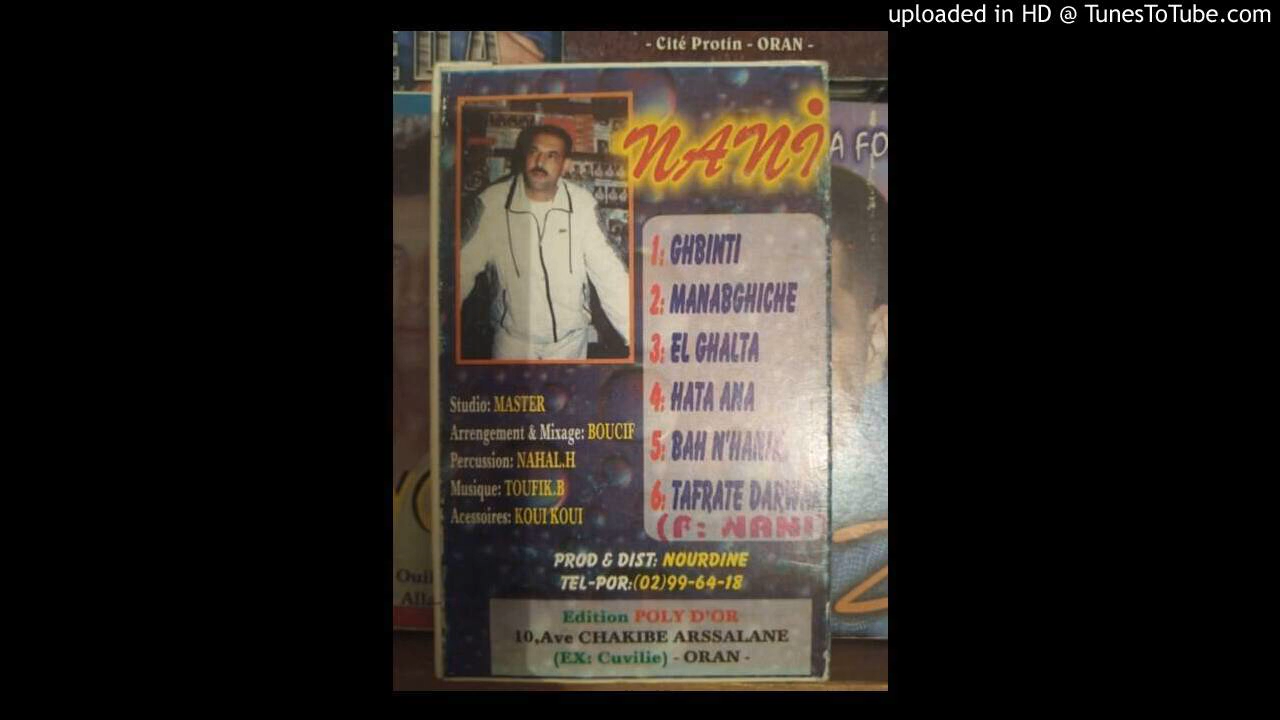 uploaded in HD @ TunesToTube.com
- Cité Protin - ORAN -
NANI
A FO
1: GHBINTI
2: MANABGHICHE
3: EL GHALTA
4: HATA ANA
5: BAH
6: TAFRATE
(F: NANI
Studio: MASTER
Arrengement & Mixage: BOUCIF
Percussion: NAHAL.H
Musique: TOUFIK.B
Acessoires: KOUI KOUI
PROD & DIST: NOURDINE
TEL-POR:(02)99-64-18
Edition POLY D'OR
10,Ave CHAKIBE ARSSALANE
(EX: Cuvilie) - ORAN -